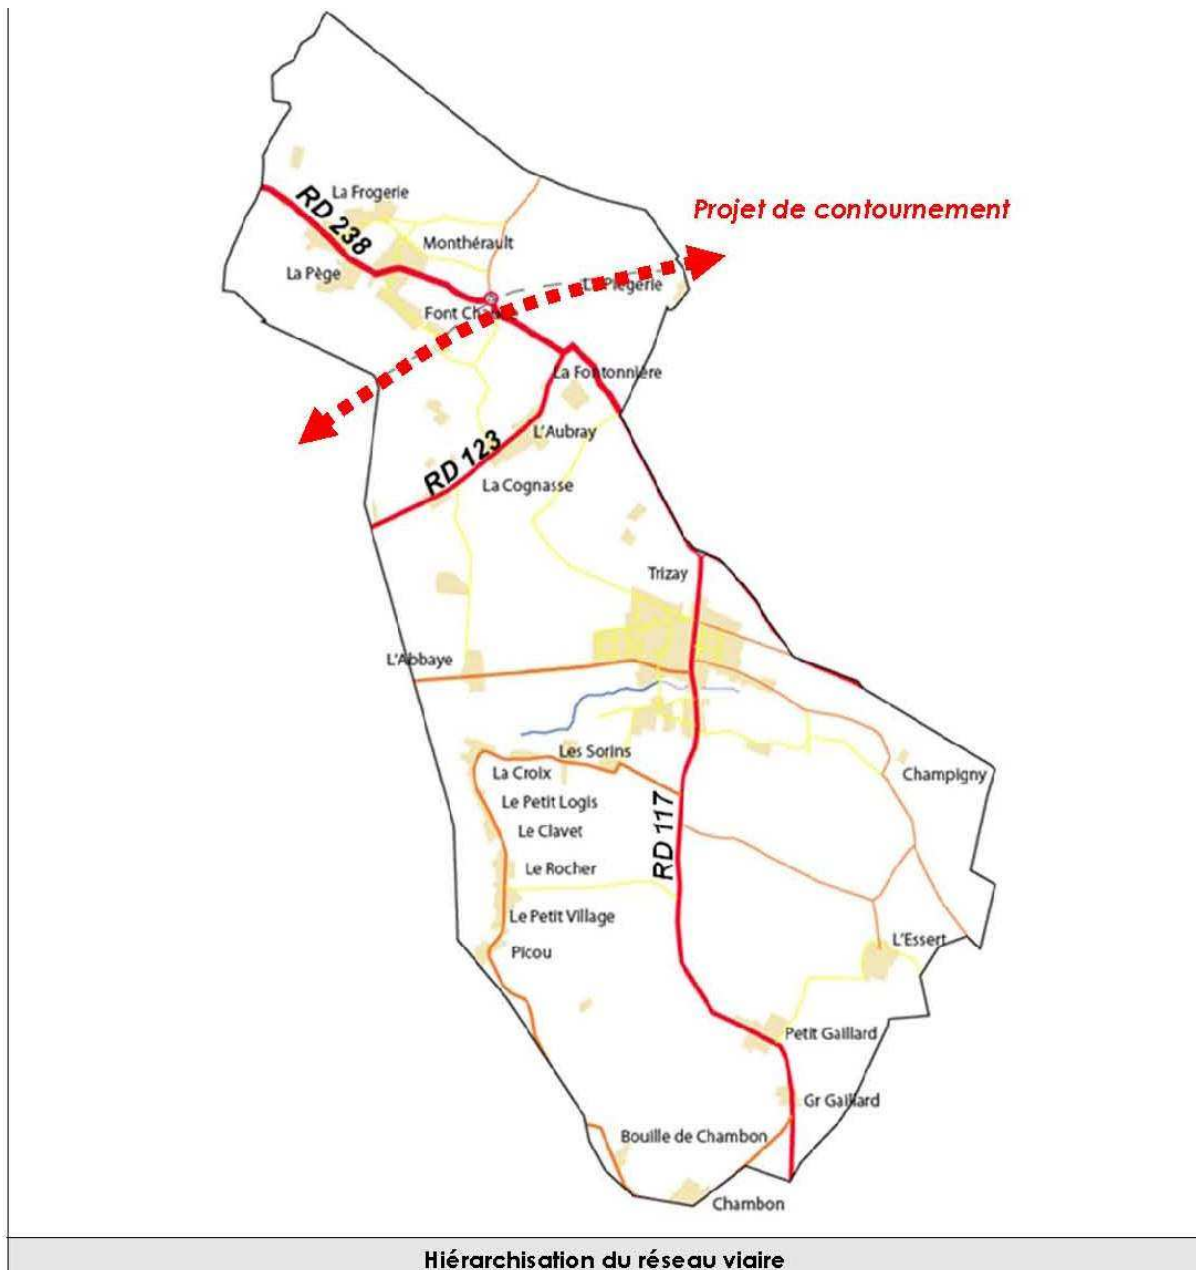 La Frogerie
Projet de contournement
RD 238
Monthérault
La Pège
La Plegerie
Font
La Fontonnière
L'Aubray
RD 123
La Cognasse
Trizay
L'Abbaye
Les Sorins
La Croix
Champigny
Le Petit Logis
Le Clavet
RD 117
Le Rocher
Le Petit Village
L'Essert
Picou
Petit Gaillard
Gr Gaillard
Bouille de Chambon
Chambon
Hiérarchisation du réseau viaire